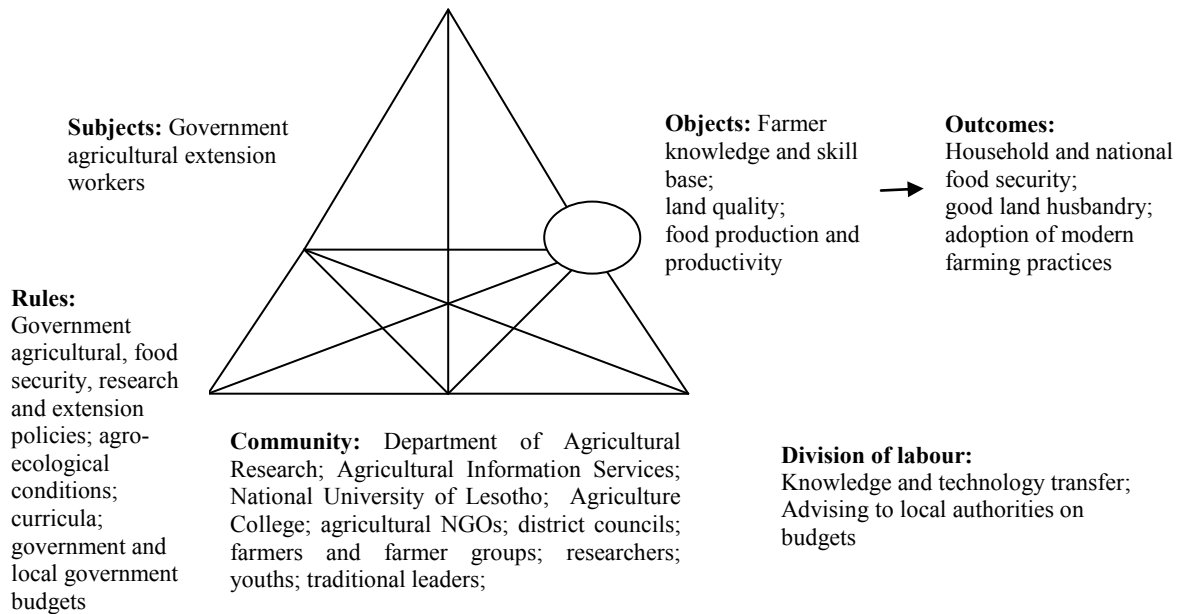 Subjects: Government
agricultural extension
workers
Objects: Farmer
knowledge and skill
base;
land quality;
food production and
productivity
Outcomes:
Household and national
food security;
good land husbandry;
adoption of modern
farming practices
Rules:
Government
agricultural, food
security, research
and extension
policies; agro-
ecological
conditions;
curricula;
government and
local government
budgets
Community: Department of Agricultural
Research; Agricultural Information Services;
National University of Lesotho; Agriculture
College; agricultural NGOs; district councils;
farmers and farmer groups; researchers;
youths; traditional leaders;
Division of labour:
Knowledge and technology transfer;
Advising to local authorities on
budgets